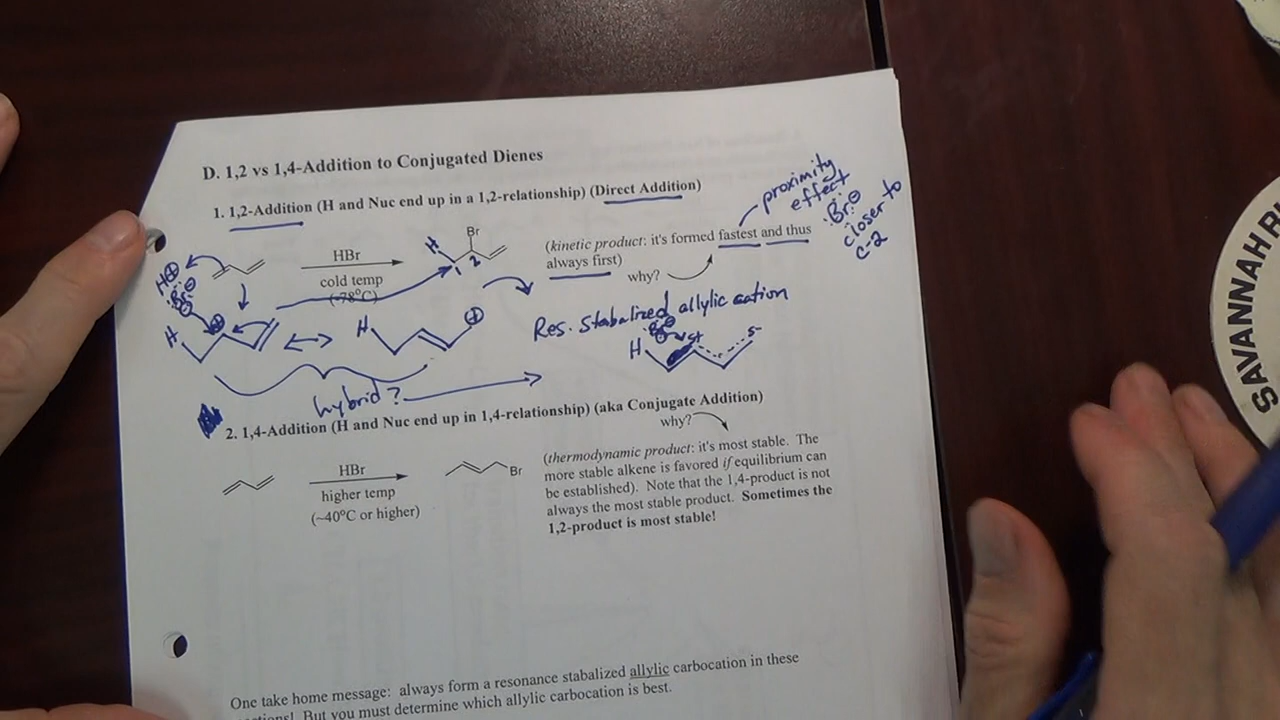 D. 1,2 vs 1,4-Addition to Conjugated Dienes
1. 1,2-Addition (H and Nuc end up in a 1,2-relationship) (Direct Addition)
proximity
effect
:Br:⊖
closer to
C-2
Br
H
1 2
HBr
cold temp
(-78°C)
(kinetic product: it's formed fastest and thus
always first)
why?
H⊕
:Br:⊖
H
⊕
H
⊕
Res. Stabalized allylic cation
:Br:⊖
H
δ+
hybrid?
2. 1,4-Addition (H and Nuc end up in 1,4-relationship) (aka Conjugate Addition)
why?
HBr
higher temp
(~40°C or higher)
Br
(thermodynamic product: it's most stable. The
more stable alkene is favored if equilibrium can
be established). Note that the 1,4-product is not
always the most stable product. Sometimes the
1,2-product is most stable!
One take home message: always form a resonance stabalized allylic carbocation in these
But you must determine which allylic carbocation is best.
SAVANNAH